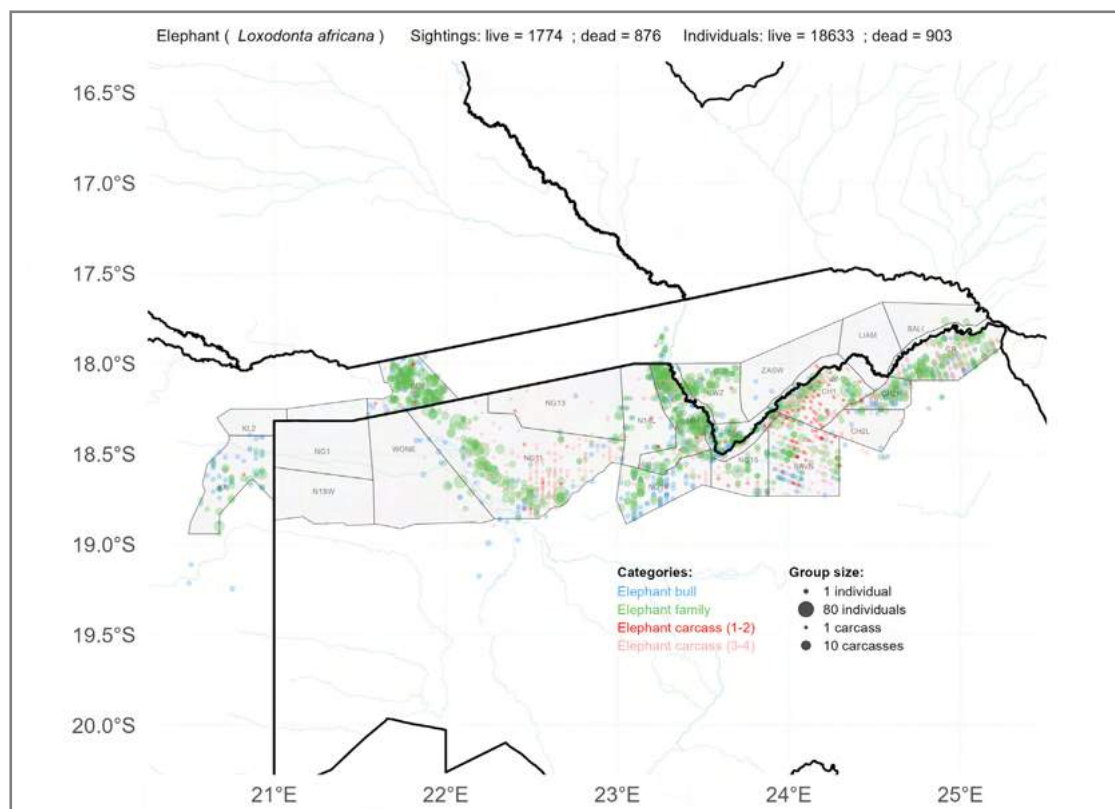 Elephant ( Loxodonta africana ) Sightings: live = 1774 ; dead = 876 Individuals: live = 18633 ; dead = 903
16.5°S
17.0°S
17.5°S
18.0°S
18.5°S
19.0°S
19.5°S
20.0°S
LIAM
BALI
ZASW
NWZ
CH1
NG13
KL2
CH2L
NG1
WONE
NG11
NG15
N1SW
Categories:
Elephant bull
Elephant family
Elephant carcass (1-2)
Elephant carcass (3-4)
Group size:
1 individual
80 individuals
1 carcass
10 carcasses
21°E
22°E
23°E
24°E
25°E